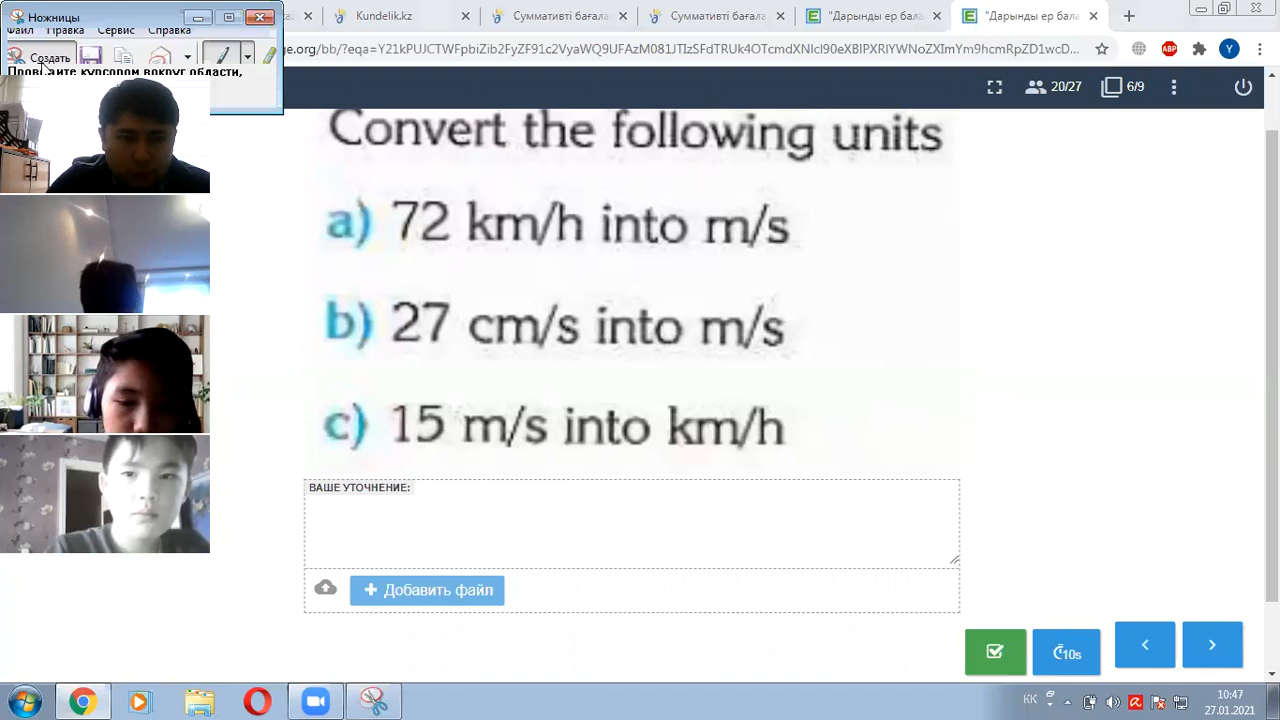 Ножницы
Файл Правка Сервис Справка
Создать
Kundelik.kz
Суммативті бағала
Суммативті бағала
"Дарынды ер бала
"Дарынды ер бала
20/27
6/9
Convert the following units
a) 72 km/h into m/s
b) 27 cm/s into m/s
c) 15 m/s into km/h
ВАШЕ УТОЧНЕНИЕ:
+ Добавить файл
10s
KK
10:47
27.01.2021
ABP
Y